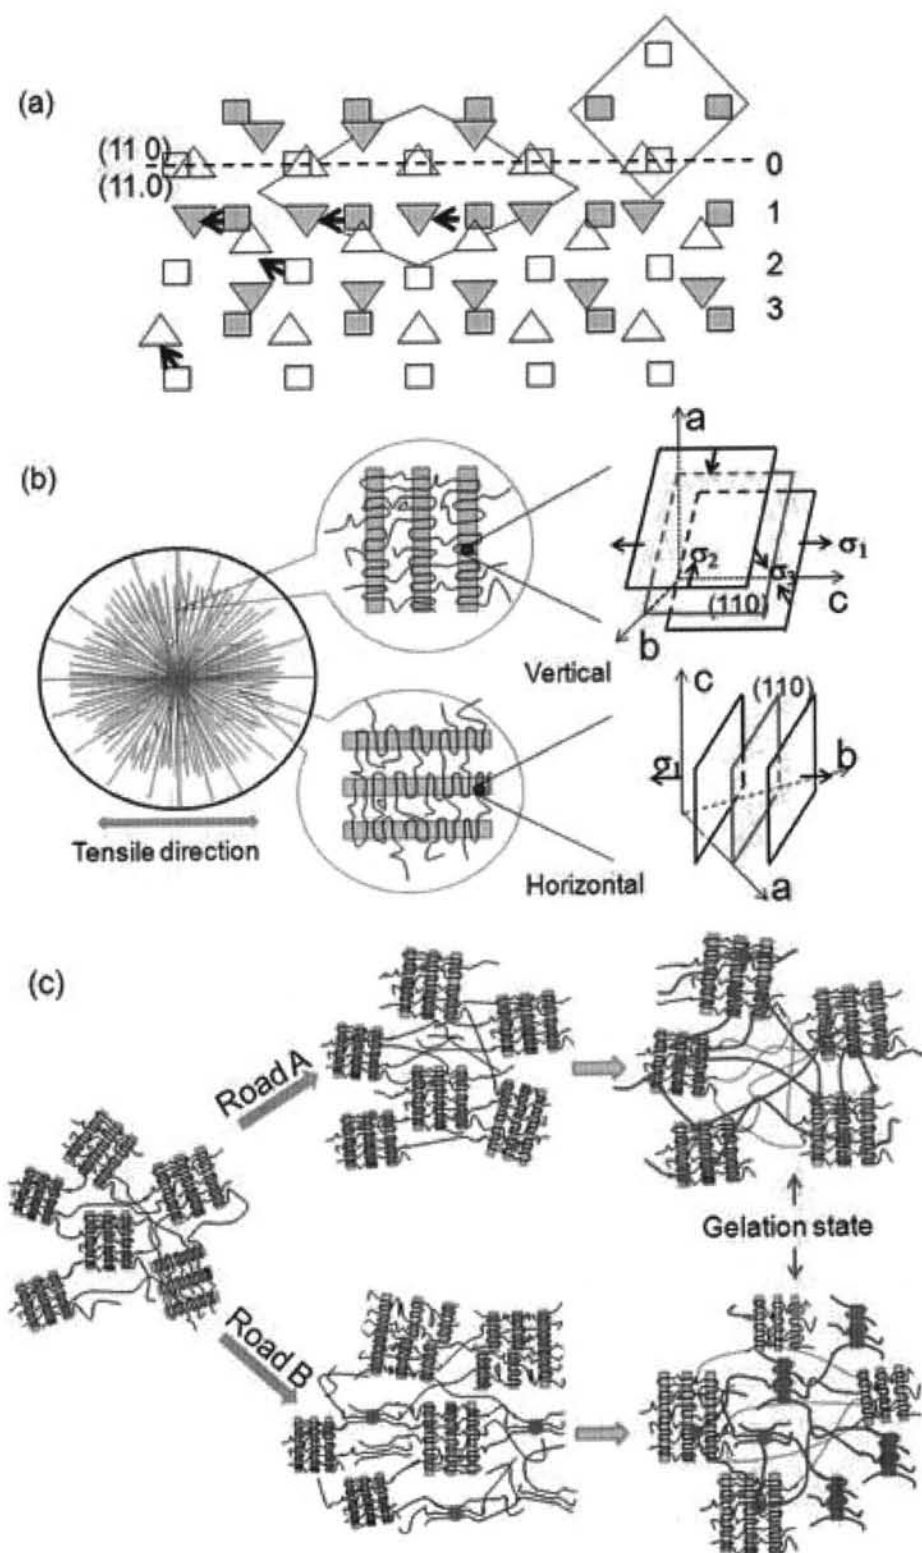 (a)
(11 0)
(11.0)
0
1
2
3
(b)
a
σ₁
σ₂
σ₃
(110)
c
b
Vertical
c
(110)
σ₁
b
a
Horizontal
Tensile direction
(c)
Road A
Gelation state
Road B